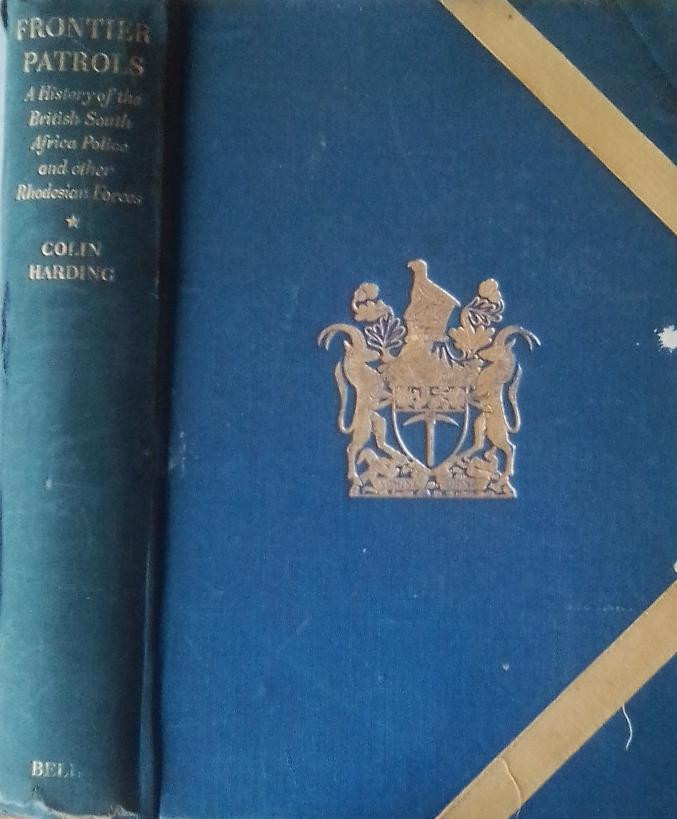 FRONTIER
PATROLS
A History of the
British South
Africa Police
and other
Rhodesian Forces
COLIN
HARDING
BELL